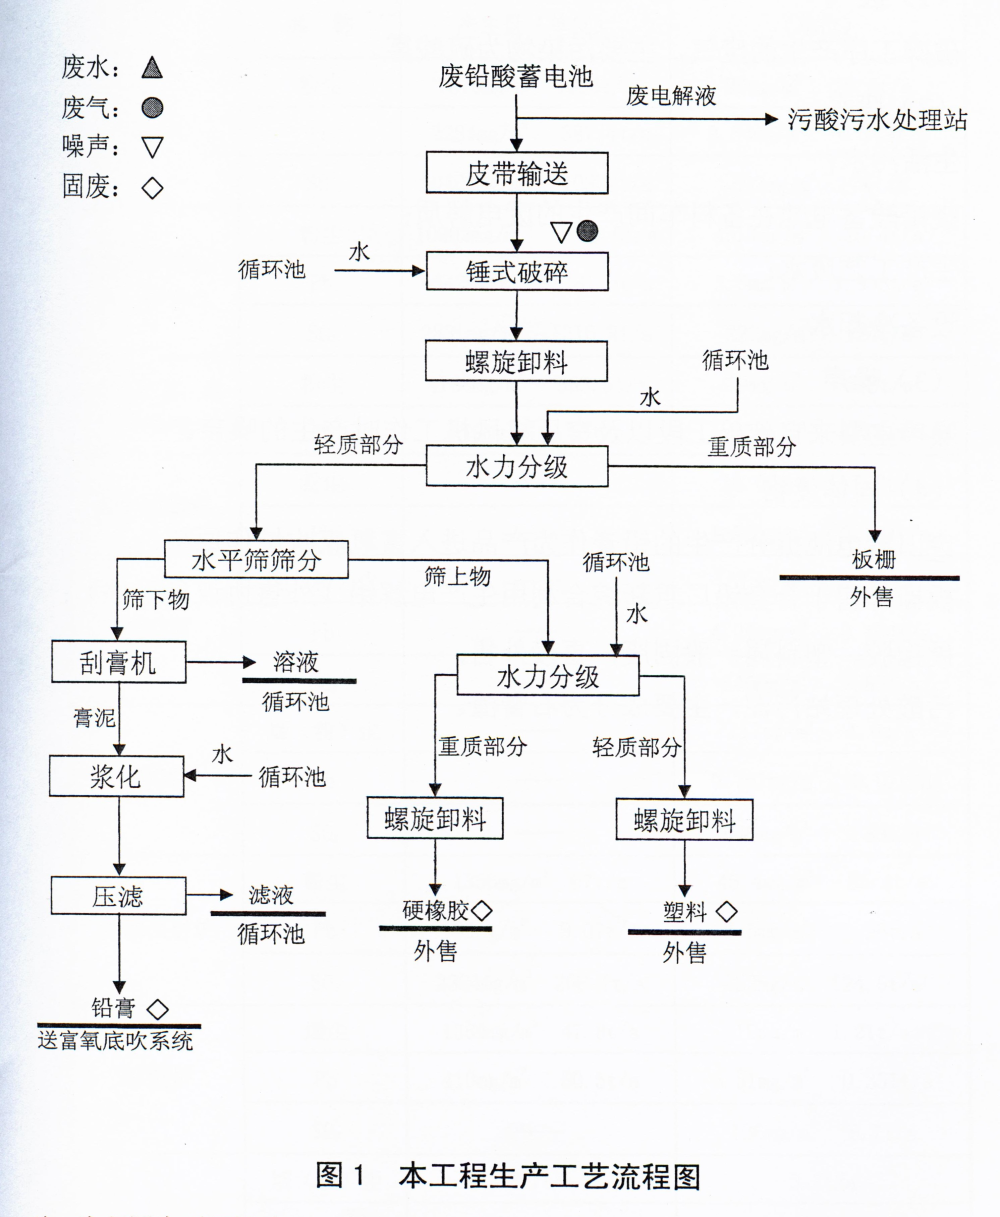 废水：
废气：
噪声：
固废：
废铅酸蓄电池
废电解液
污酸污水处理站
皮带输送
循环池
水
锤式破碎
螺旋卸料
循环池
水
轻质部分
水力分级
重质部分
水平筛筛分
筛上物
循环池
板栅
外售
筛下物
水
刮膏机
溶液
循环池
水力分级
膏泥
重质部分
轻质部分
浆化
水
循环池
螺旋卸料
螺旋卸料
压滤
滤液
循环池
硬橡胶
外售
塑料
外售
铅膏
送富氧底吹系统
图1 本工程生产工艺流程图